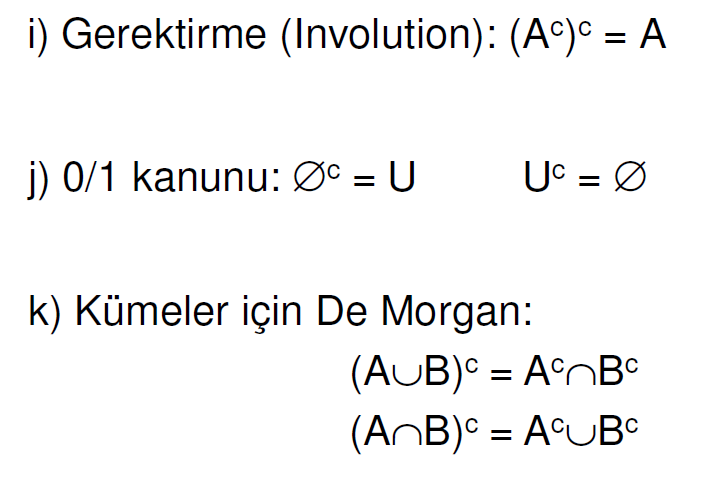 i) Gerektirme (Involution): (Aᶜ)ᶜ = A
j) 0/1 kanunu: ∅ᶜ = U Uᶜ = ∅
k) Kümeler için De Morgan:
(A∪B)ᶜ = Aᶜ∩Bᶜ
(A∩B)ᶜ = Aᶜ∪Bᶜ